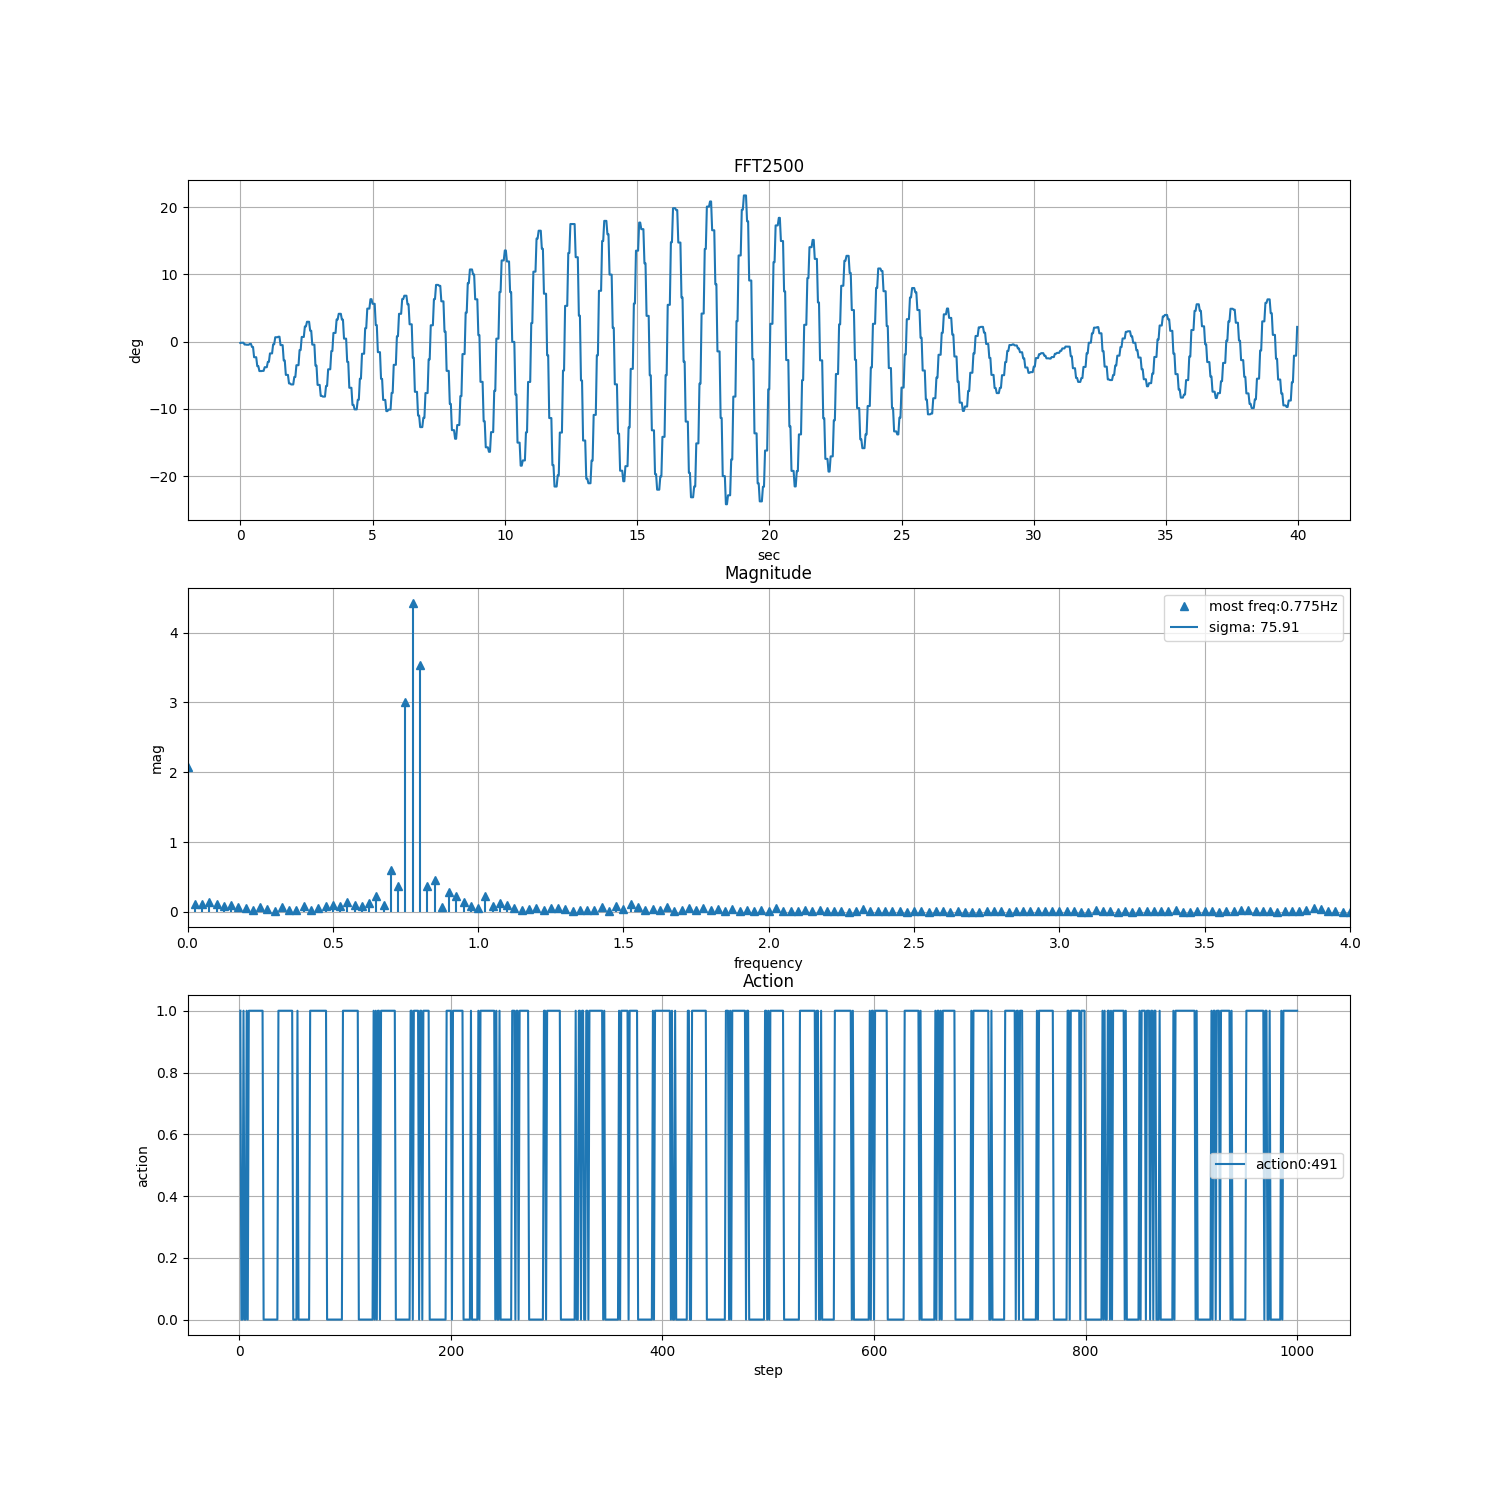 FFT2500
20
10
0
−10
−20
deg
0 5 10 15 20 25 30 35 40
sec
Magnitude
most freq:0.775Hz
sigma: 75.91
4
3
2
1
0
mag
0.0 0.5 1.0 1.5 2.0 2.5 3.0 3.5 4.0
frequency
Action
1.0
0.8
0.6
0.4
0.2
0.0
action
action0:491
0 200 400 600 800 1000
step